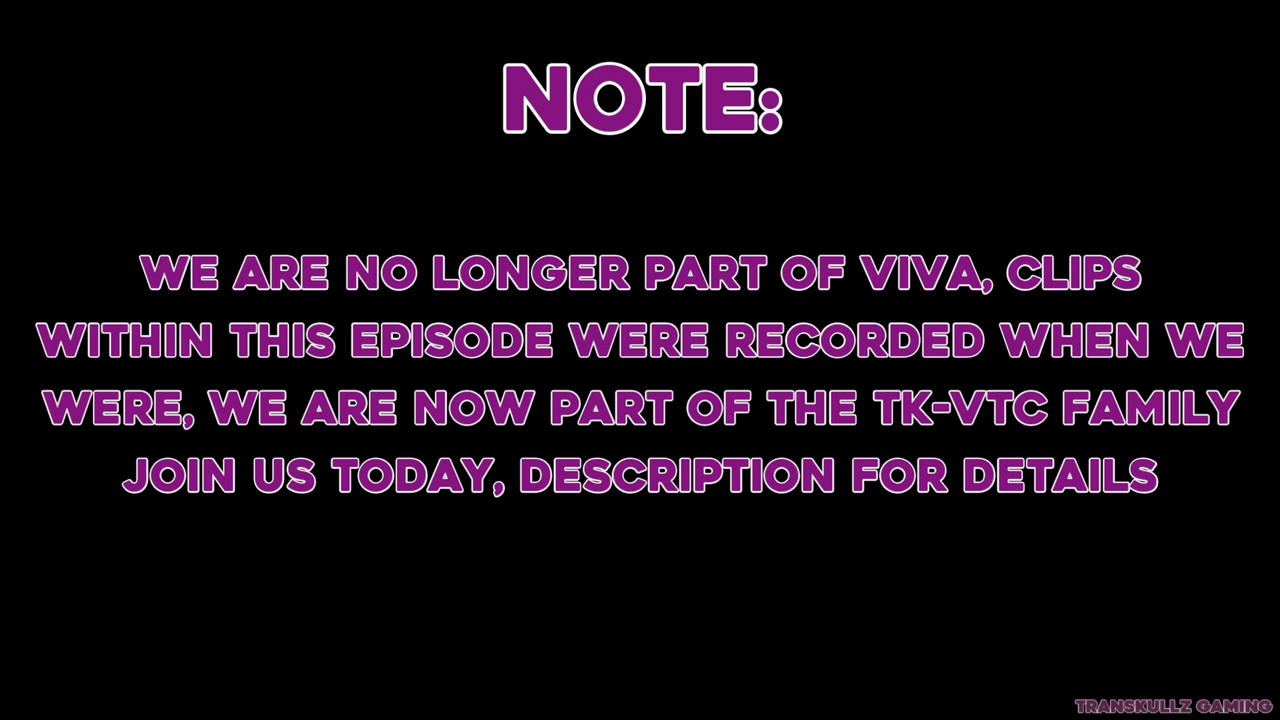 NOTE:
WE ARE NO LONGER PART OF VIVA, CLIPS
WITHIN THIS EPISODE WERE RECORDED WHEN WE
WERE, WE ARE NOW PART OF THE TK-VTC FAMILY
JOIN US TODAY, DESCRIPTION FOR DETAILS
TRANSKULLZ GAMING